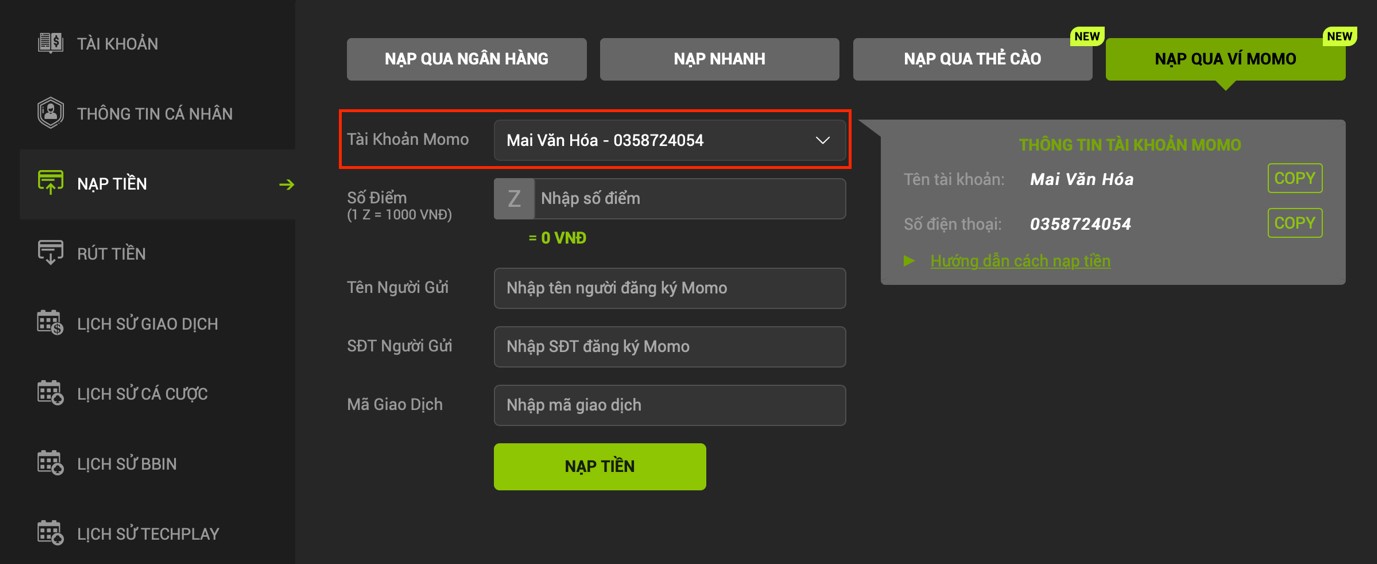 TÀI KHOẢN
THÔNG TIN CÁ NHÂN
NẠP TIỀN
RÚT TIỀN
LỊCH SỬ GIAO DỊCH
LỊCH SỬ CÁ CƯỢC
LỊCH SỬ BBIN
LỊCH SỬ TECHPLAY
NẠP QUA NGÂN HÀNG
NẠP NHANH
NẠP QUA THẺ CÀO
NEW
NẠP QUA VÍ MOMO
NEW
Tài Khoản Momo
Mai Văn Hóa - 0358724054
Số Điểm
(1 Z = 1000 VNĐ)
Z Nhập số điểm
= 0 VNĐ
Tên Người Gửi
Nhập tên người đăng ký Momo
SĐT Người Gửi
Nhập SĐT đăng ký Momo
Mã Giao Dịch
Nhập mã giao dịch
NẠP TIỀN
THÔNG TIN TÀI KHOẢN MOMO
Tên tài khoản: Mai Văn Hóa COPY
Số điện thoại: 0358724054 COPY
Hướng dẫn cách nạp tiền